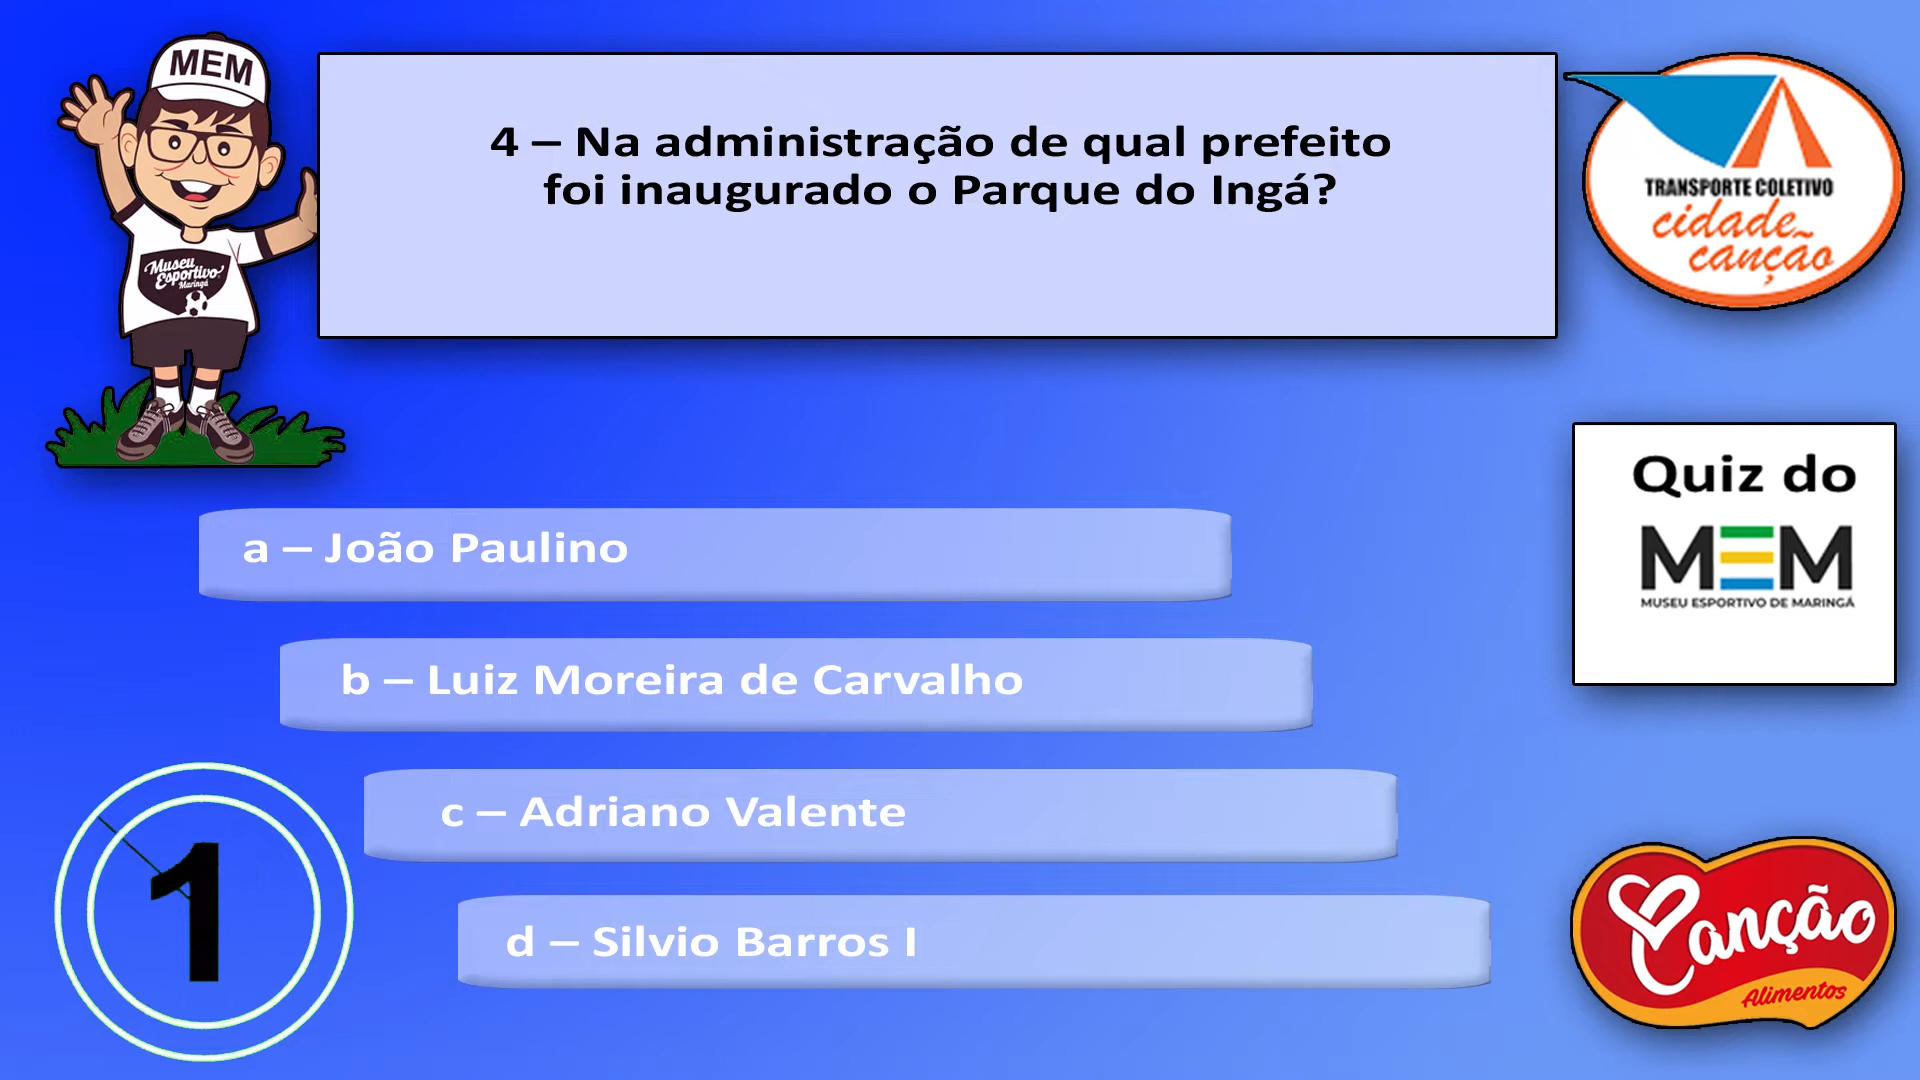 MEM
Museu
Esportivo
Maringá
4 – Na administração de qual prefeito
foi inaugurado o Parque do Ingá?
TRANSPORTE COLETIVO
cidade
canção
Quiz do
MEM
MUSEU ESPORTIVO DE MARINGÁ
a – João Paulino
b – Luiz Moreira de Carvalho
c – Adriano Valente
d – Silvio Barros I
1
Canção
Alimentos